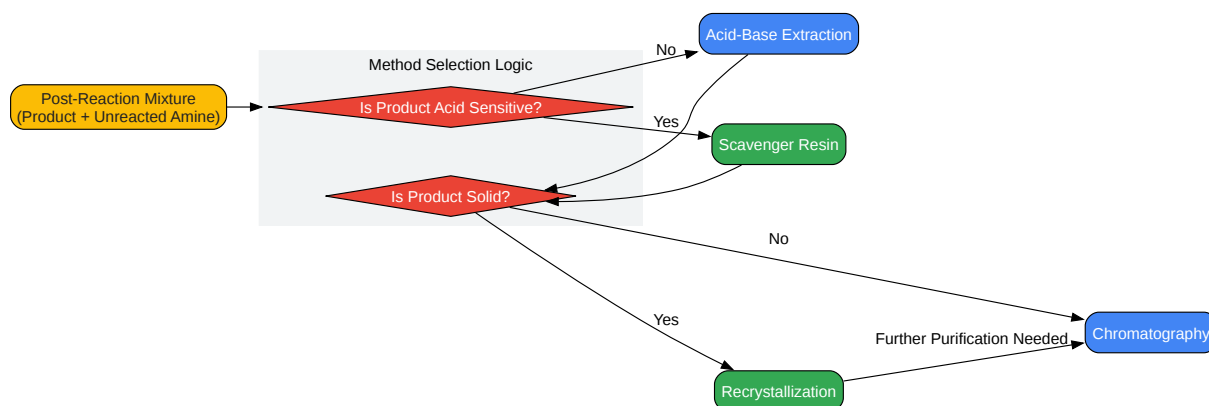 Acid-Base Extraction
No
Method Selection Logic
Post-Reaction Mixture
(Product + Unreacted Amine)
Is Product Acid Sensitive?
Yes
Scavenger Resin
Is Product Solid?
No
Yes
Chromatography
Further Purification Needed
Recrystallization